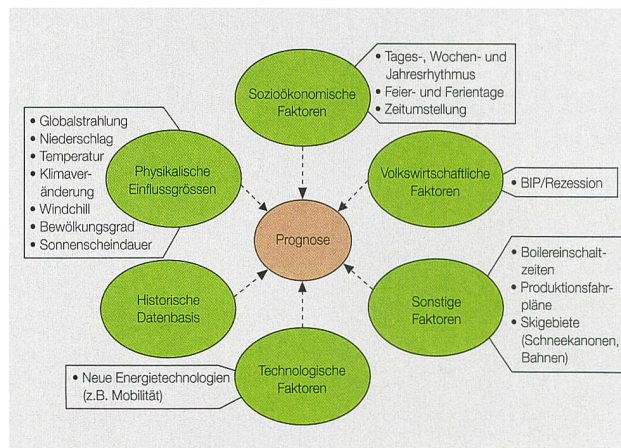 Sozioökonomische
Faktoren
• Tages-, Wochen- und
Jahresrhythmus
• Feier- und Ferientage
• Zeitumstellung
• Globalstrahlung
• Niederschlag
• Temperatur
• Klimaver-
änderung
• Windchill
• Bewölkungsgrad
• Sonnenscheindauer
Physikalische
Einflussgrössen
Volkswirtschaftliche
Faktoren
• BIP/Rezession
Prognose
Historische
Datenbasis
Sonstige
Faktoren
• Boilereinschalt-
zeiten
• Produktionsfahr-
pläne
• Skigebiete
(Schneekanonen,
Bahnen)
Technologische
Faktoren
• Neue Energietechnologien
(z.B. Mobilität)